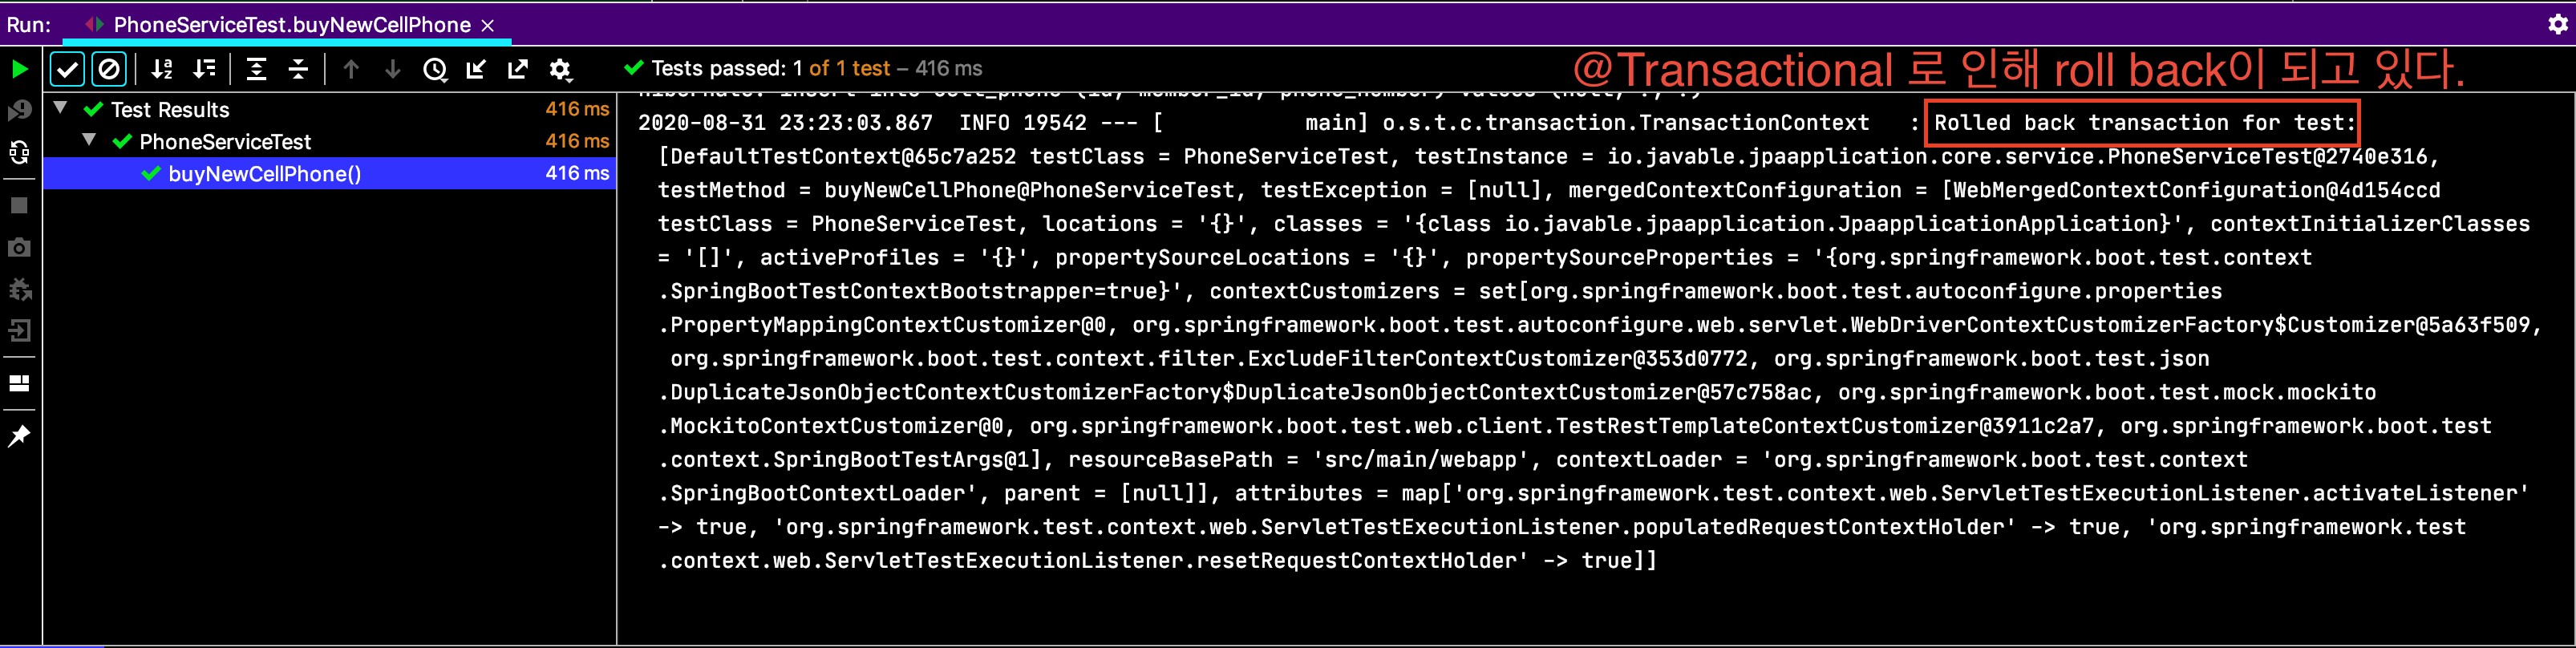 Run: PhoneServiceTest.buyNewCellPhone ×
Tests passed: 1 of 1 test – 416 ms
@Transactional 로 인해 roll back이 되고 있다.
Test Results 416 ms
PhoneServiceTest 416 ms
buyNewCellPhone() 416 ms
2020-08-31 23:23:03.867 INFO 19542 --- [ main] o.s.t.c.transaction.TransactionContext : Rolled back transaction for test:
[DefaultTestContext@65c7a252 testClass = PhoneServiceTest, testInstance = io.javable.jpaapplication.core.service.PhoneServiceTest@2740e316,
testMethod = buyNewCellPhone@PhoneServiceTest, testException = [null], mergedContextConfiguration = [WebMergedContextConfiguration@4d154ccd
testClass = PhoneServiceTest, locations = '{}', classes = '{class io.javable.jpaapplication.JpaapplicationApplication}', contextInitializerClasses
= '[]', activeProfiles = '{}', propertySourceLocations = '{}', propertySourceProperties = '{org.springframework.boot.test.context
.SpringBootTestContextBootstrapper=true}', contextCustomizers = set[org.springframework.boot.test.autoconfigure.properties
.PropertyMappingContextCustomizer@0, org.springframework.boot.test.autoconfigure.web.servlet.WebDriverContextCustomizerFactory$Customizer@5a63f509,
org.springframework.boot.test.context.filter.ExcludeFilterContextCustomizer@353d0772, org.springframework.boot.test.json
.DuplicateJsonObjectContextCustomizerFactory$DuplicateJsonObjectContextCustomizer@57c758ac, org.springframework.boot.test.mock.mockito
.MockitoContextCustomizer@0, org.springframework.boot.test.web.client.TestRestTemplateContextCustomizer@3911c2a7, org.springframework.boot.test
.context.SpringBootTestArgs@1], resourceBasePath = 'src/main/webapp', contextLoader = 'org.springframework.boot.test.context
.SpringBootContextLoader', parent = [null]], attributes = map['org.springframework.test.context.web.ServletTestExecutionListener.activateListener'
-> true, 'org.springframework.test.context.web.ServletTestExecutionListener.populatedRequestContextHolder' -> true, 'org.springframework.test
.context.web.ServletTestExecutionListener.resetRequestContextHolder' -> true]]